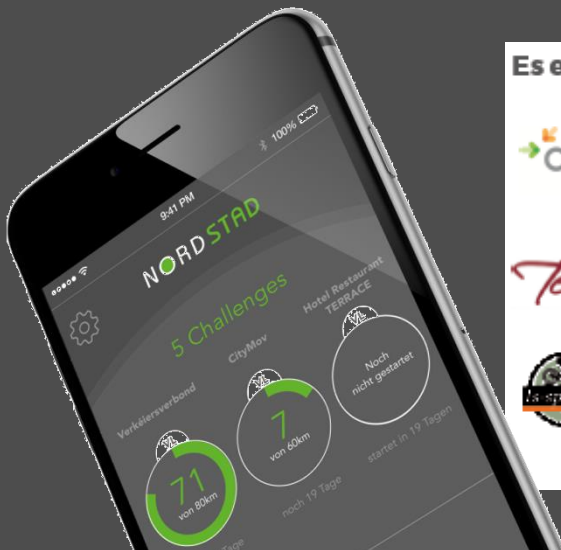 100%
9:41 PM
NORDSTAD
5 Challenges
Verkéiersverbond
CityMov
Hotel Restaurant
TERRACE
71
von 80km
7
von 60km
Noch
nicht gestartet
Tage
noch 19 Tage
startet in 19 Tagen
Es e